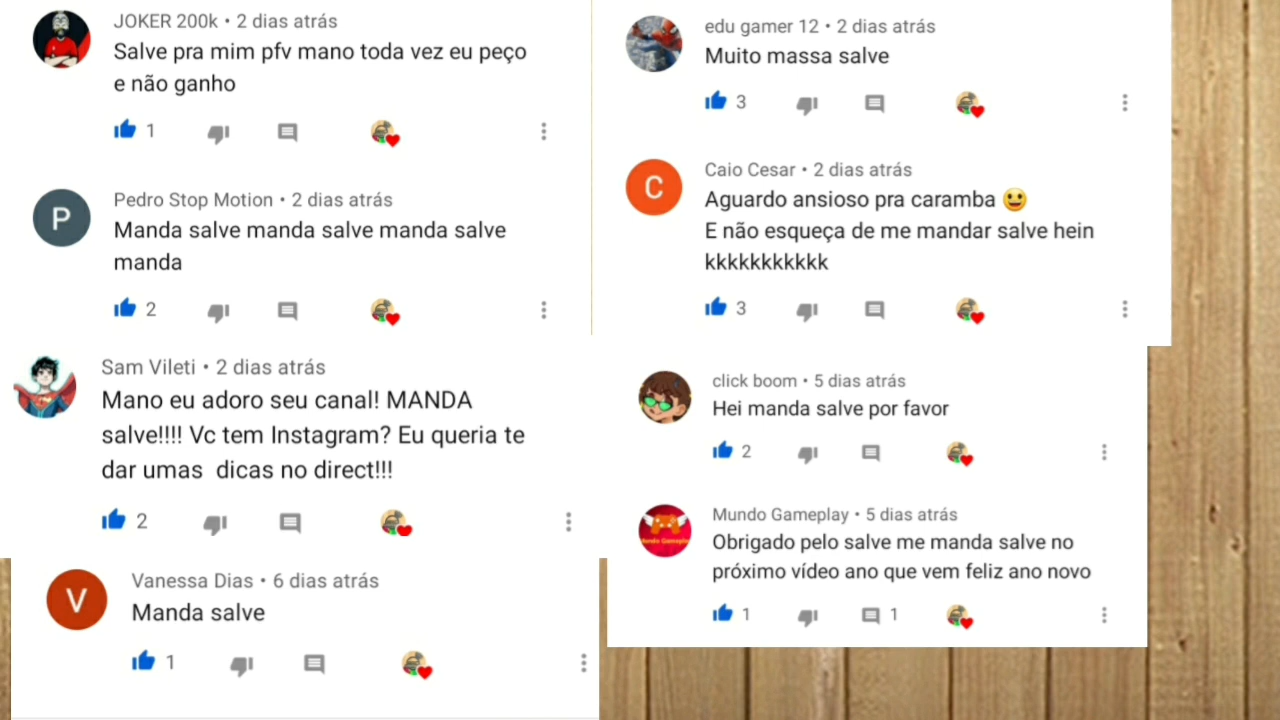 JOKER 200k • 2 dias atrás
Salve pra mim pfv mano toda vez eu peço
e não ganho
1
Pedro Stop Motion • 2 dias atrás
Manda salve manda salve manda salve
manda
2
Sam Vileti • 2 dias atrás
Mano eu adoro seu canal! MANDA
salve!!!! Vc tem Instagram? Eu queria te
dar umas  dicas no direct!!!
2
V
Vanessa Dias • 6 dias atrás
Manda salve
1
P
edu gamer 12 • 2 dias atrás
Muito massa salve
3
C
Caio Cesar • 2 dias atrás
Aguardo ansioso pra caramba 😀
E não esqueça de me mandar salve hein
kkkkkkkkkkk
3
click boom • 5 dias atrás
Hei manda salve por favor
2
Mundo Gameplay
Mundo Gameplay • 5 dias atrás
Obrigado pelo salve me manda salve no
próximo vídeo ano que vem feliz ano novo
1 1